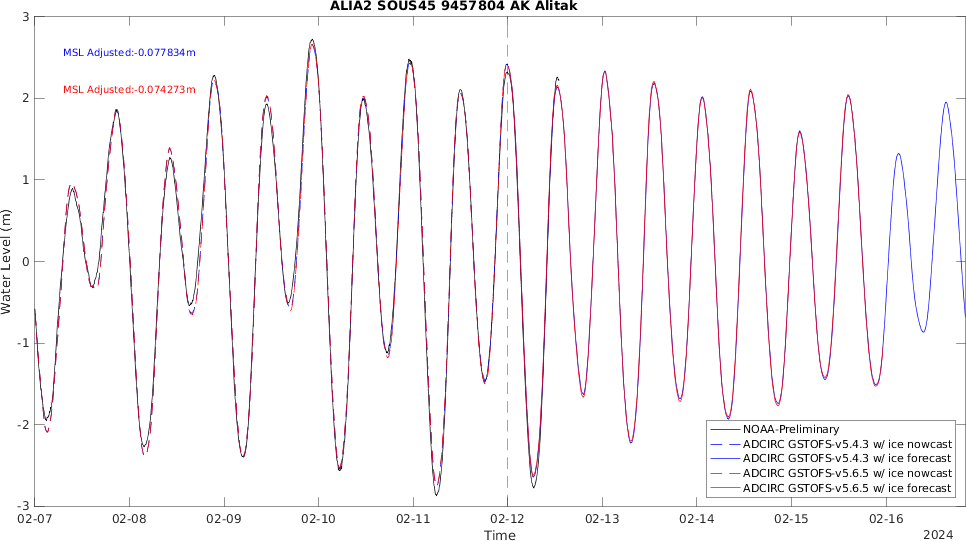 ALIA2 SOUS45 9457804 AK Alitak
3
MSL Adjusted:-0.077834m
MSL Adjusted:-0.074273m
2
1
0
-1
-2
-3
Water Level (m)
NOAA-Preliminary
ADCIRC GSTOFS-v5.4.3 w/ ice nowcast
ADCIRC GSTOFS-v5.4.3 w/ ice forecast
ADCIRC GSTOFS-v5.6.5 w/ ice nowcast
ADCIRC GSTOFS-v5.6.5 w/ ice forecast
02-07 02-08 02-09 02-10 02-11 02-12 02-13 02-14 02-15 02-16
Time
2024